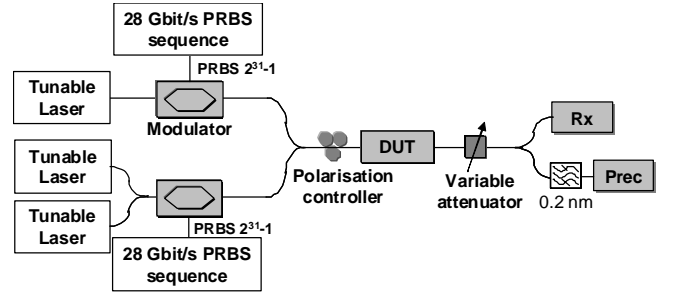 28 Gbit/s PRBS
sequence
PRBS 2³¹-1
Tunable
Laser
Modulator
Tunable
Laser
Tunable
Laser
PRBS 2³¹-1
28 Gbit/s PRBS
sequence
Polarisation
controller
DUT
Variable
attenuator
Rx
0.2 nm
Prec